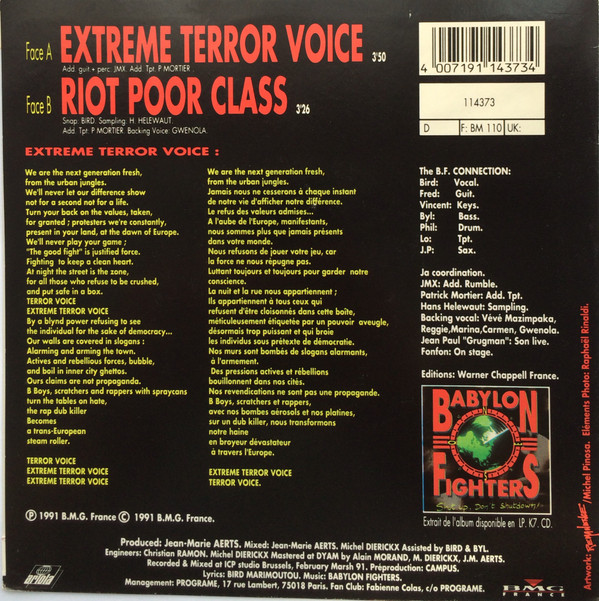 Face A EXTREME TERROR VOICE 3'50
Add. guit + perc: JMX. Add. Tpt. P MORTIER
Face B RIOT POOR CLASS 3'26
Snap: BIRD Sampling H. HELEWAUT.
Add. Tpt: P.MORTIER. Backing Voice: GWENOLA.
4 007191 143734
114373
D F: BM 110 UK:
EXTREME TERROR VOICE :
We are the next generation fresh,
from the urban jungles.
We'll never let our difference show
not for a second not for a life.
Turn your back on the values, taken,
for granted ; protesters we're constantly,
present in your land, at the dawn of Europe.
We'll never play your game ;
"The good fight" is justified force.
Fighting to keep a clean heart.
At night the street is the zone,
for all those who refuse to be crushed,
and put safe in a box.
TERROR VOICE
EXTREME TERROR VOICE
By a blynd power refusing to see
the individual for the sake of democracy...
Our walls are covered in slogans :
Alarming and arming the town.
Actives and rebellious forces, bubble,
and boil in inner city ghettos.
Ours claims are not propaganda.
B Boys, scratchers and rappers with spraycans
turn the tables on hate,
the rap dub killer
Becomes
a trans-European
steam roller.
TERROR VOICE
EXTREME TERROR VOICE
EXTREME TERROR VOICE
We are the next generation fresh,
from the urban jungles.
Jamais nous ne cesserons à chaque instant
de notre vie d'afficher notre différence.
Le refus des valeurs admises...
A l'aube de l'Europe, manifestants,
nous sommes plus que jamais présents
dans votre monde.
Nous refusons de jouer votre jeu, car
la force ne nous répugne pas.
Luttant toujours et toujours pour garder notre
conscience.
La nuit et la rue nous appartiennent ;
Ils appartiennent à tous ceux qui
refusent d'être cloisonnés dans cette boîte,
méticuleusement étiquetée par un pouvoir aveugle,
désormais trop puissant et qui broie
les individus sous prétexte de démocratie.
Nos murs sont bombés de slogans alarmants,
à l'armement.
Des pressions actives et rébellions
bouillonnent dans nos cités.
Nos revendications ne sont pas une propagande.
B Boys, scratchers et rappers,
avec nos bombes aérosols et nos platines,
sur un dub killer, nous transformons
notre haine
en broyeur dévastateur
à travers l'Europe.
EXTREME TERROR VOICE
TERROR VOICE.
The B.F. CONNECTION:
Bird: Vocal.
Fred: Guit.
Vincent: Keys.
Byl: Bass.
Phil: Drum.
Lo: Tpt.
J.P: Sax.
Ja coordination.
JMX: Add. Rumble.
Patrick Mortier: Add. Tpt.
Hans Helewaut: Sampling.
Backing vocal: Vévé Mazimpaka,
Reggie,Marina,Carmen, Gwenola.
Jean Paul "Grugman": Son live.
Fonfon: On stage.
Editions: Warner Chappell France.
BABYLON
FIGHTERS
Stand up. Don't Shutdown!
Extrait de l'album disponible en LP. K7. CD.
Artwork: /Michel Pinosa. Eléments Photo: Raphaël Rinaldi.
℗ 1991 B.M.G. France © 1991 B.M.G. France.
Produced: Jean-Marie AERTS. Mixed: Jean-Marie AERTS. Michel DIERICKX Assisted by BIRD & BYL.
Engineers: Christian RAMON. Michel DIERICKX Mastered at DYAM by Alain MORAND, M. DIERICKX, J.M. AERTS.
Recorded & Mixed at ICP studio Brussels, February Marsh 91. Préproduction: CAMPUS.
Lyrics: BIRD MARIMOUTOU. Music: BABYLON FIGHTERS.
Management: PROGRAME, 17 rue Lambert, 75018 Paris. Fan Club: Fabienne Colas, c/o PROGRAME.
ariola
BMG
FRANCE